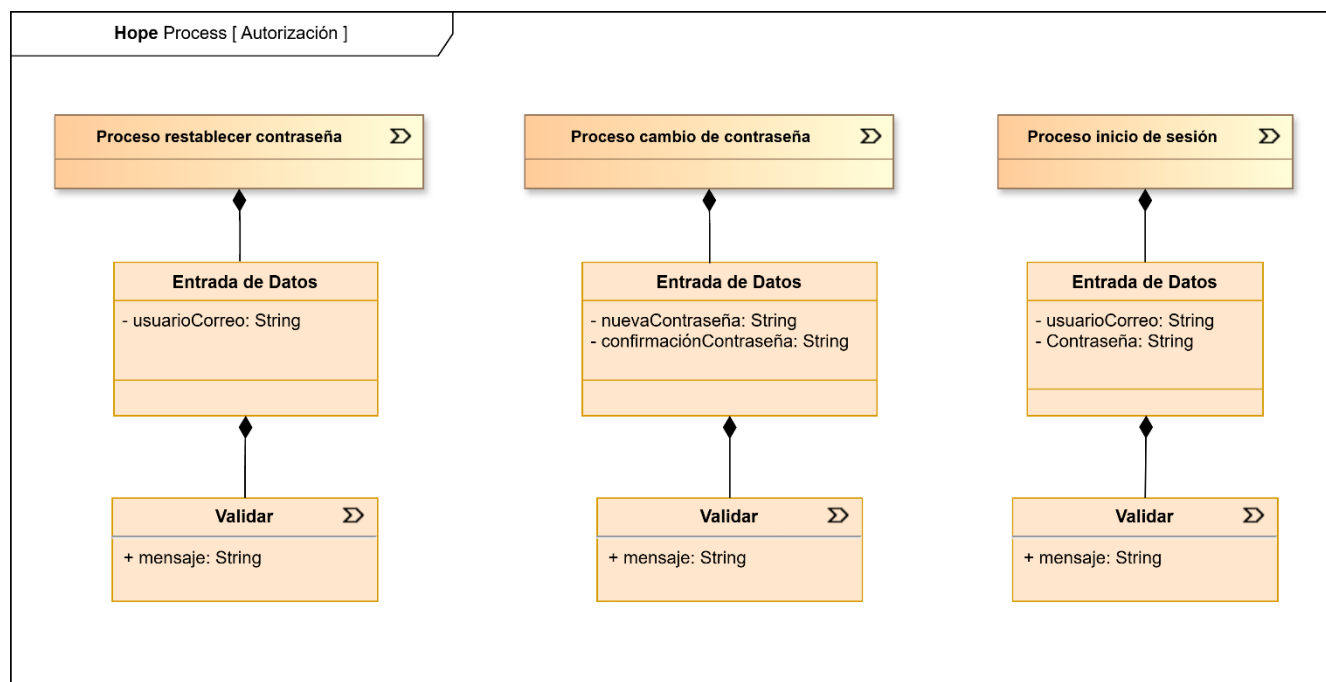 Hope Process [ Autorización ]
Proceso restablecer contraseña
Entrada de Datos
- usuarioCorreo: String
Validar
+ mensaje: String
Proceso cambio de contraseña
Entrada de Datos
- nuevaContraseña: String
- confirmaciónContraseña: String
Validar
+ mensaje: String
Proceso inicio de sesión
Entrada de Datos
- usuarioCorreo: String
- Contraseña: String
Validar
+ mensaje: String